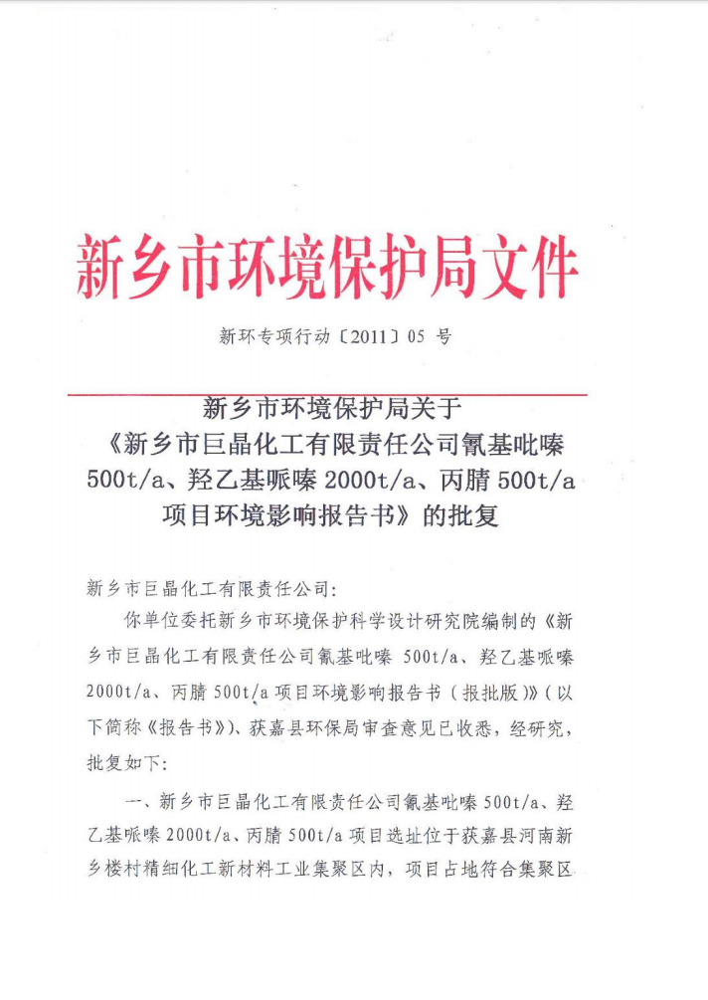 新乡市环境保护局文件
新环专项行动〔2011〕05 号
新乡市环境保护局关于
《新乡市巨晶化工有限责任公司氰基吡嗪
500t/a、羟乙基哌嗪 2000t/a、丙腈 500t/a
项目环境影响报告书》的批复
新乡市巨晶化工有限责任公司：
你单位委托新乡市环境保护科学设计研究院编制的《新
乡市巨晶化工有限责任公司氰基吡嗪 500t/a、羟乙基哌嗪
2000t/a、丙腈 500t/a 项目环境影响报告书（报批版）》（以
下简称《报告书》）、获嘉县环保局审查意见已收悉，经研究，
批复如下：
一、新乡市巨晶化工有限责任公司氰基吡嗪 500t/a、羟
乙基哌嗪 2000t/a、丙腈 500t/a 项目选址位于获嘉县河南新
乡楼村精细化工新材料工业集聚区内，项目占地符合集聚区